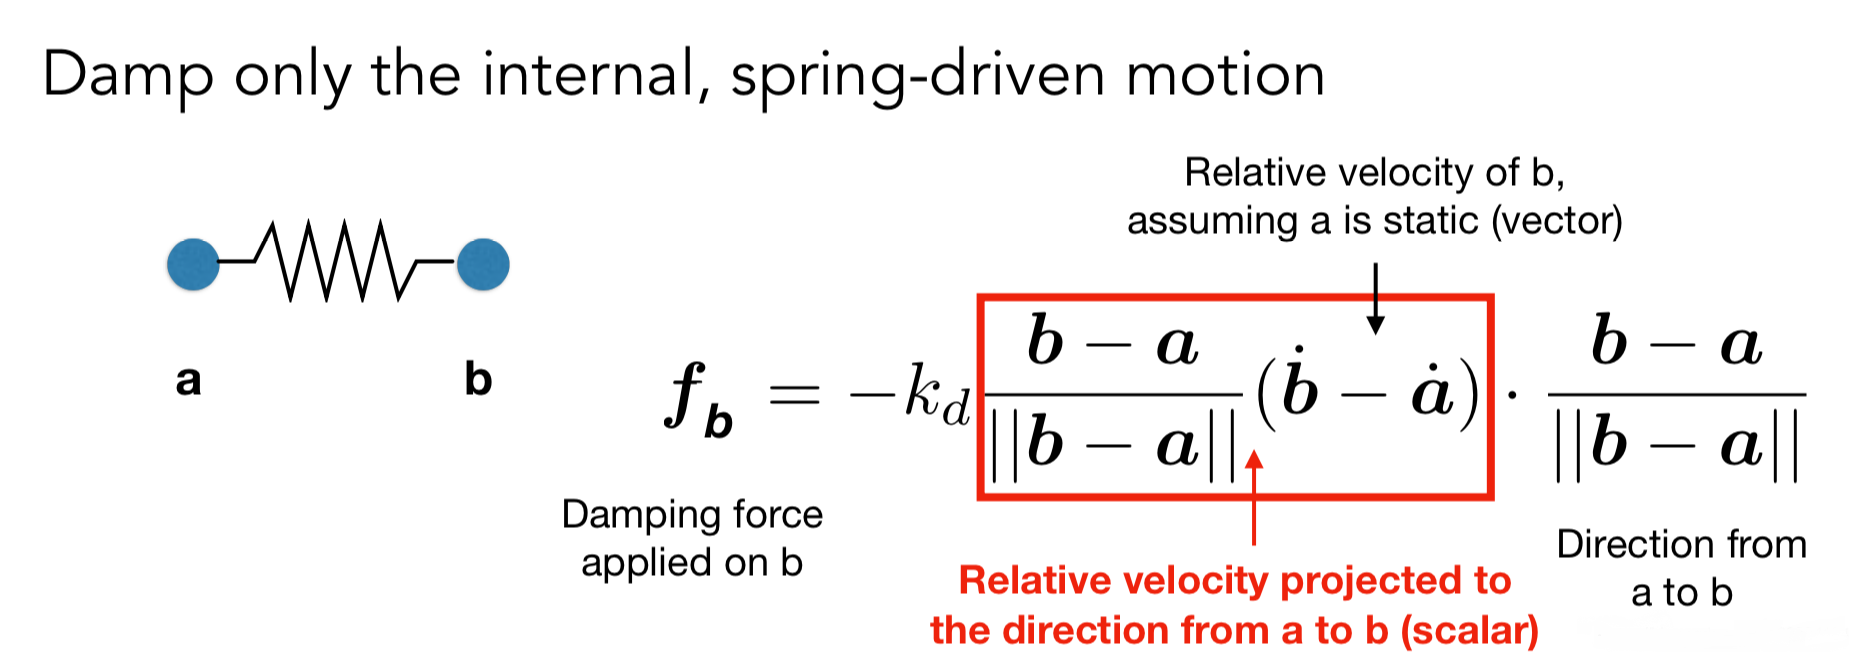 Damp only the internal, spring-driven motion
Relative velocity of b,
assuming a is static (vector)
a
b
$\boldsymbol{f}_{\boldsymbol{b}} = -k_d \frac{\boldsymbol{b} - \boldsymbol{a}}{||\boldsymbol{b} - \boldsymbol{a}||} (\dot{\boldsymbol{b}} - \dot{\boldsymbol{a}}) \cdot \frac{\boldsymbol{b} - \boldsymbol{a}}{||\boldsymbol{b} - \boldsymbol{a}||}$
Damping force
applied on b
Relative velocity projected to
the direction from a to b (scalar)
Direction from
a to b